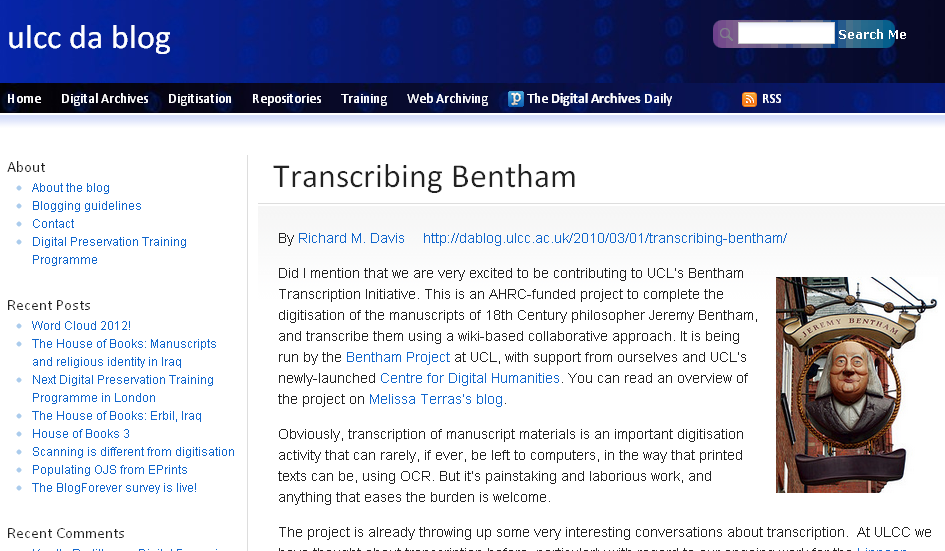 ulcc da blog
Search Me
Home Digital Archives Digitisation Repositories Training Web Archiving The Digital Archives Daily RSS
About
About the blog
Blogging guidelines
Contact
Digital Preservation Training
Programme
Recent Posts
Word Cloud 2012!
The House of Books: Manuscripts
and religious identity in Iraq
Next Digital Preservation Training
Programme in London
The House of Books: Erbil, Iraq
House of Books 3
Scanning is different from digitisation
Populating OJS from EPrints
The BlogForever survey is live!
Recent Comments
Transcribing Bentham
By Richard M. Davis http://dablog.ulcc.ac.uk/2010/03/01/transcribing-bentham/
Did I mention that we are very excited to be contributing to UCL's Bentham
Transcription Initiative. This is an AHRC-funded project to complete the
digitisation of the manuscripts of 18th Century philosopher Jeremy Bentham,
and transcribe them using a wiki-based collaborative approach. It is being
run by the Bentham Project at UCL, with support from ourselves and UCL's
newly-launched Centre for Digital Humanities. You can read an overview of
the project on Melissa Terras's blog.
JEREMY BENTHAM
Obviously, transcription of manuscript materials is an important digitisation
activity that can rarely, if ever, be left to computers, in the way that printed
texts can be, using OCR. But it's painstaking and laborious work, and
anything that eases the burden is welcome.
The project is already throwing up some very interesting conversations about transcription. At ULCC we